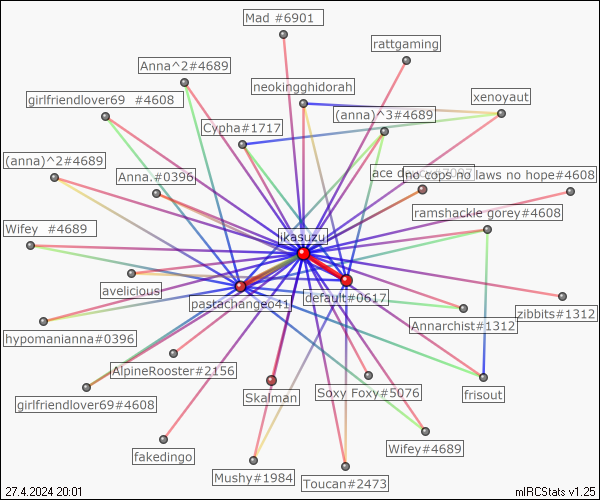 Mad #6901
rattgaming
Anna^2#4689
neokingghidorah
girlfriendlover69 #4608
xenoyaut
(anna)^3#4689
Cypha#1717
(anna)^2#4689
Anna.#0396
ace
no cops no laws no hope#4608
ramshackle gorey#4608
Wifey #4689
ikasuzu
avelicious
pastachangeo41
default#0617
zibbits#1312
Annarchist#1312
hypomanianna#0396
AlpineRooster#2156
Skalman
Soxy Foxy#5076
frisout
girlfriendlover69#4608
fakedingo
Wifey#4689
Mushy#1984
Toucan#2473
27.4.2024 20:01
mIRCStats v1.25